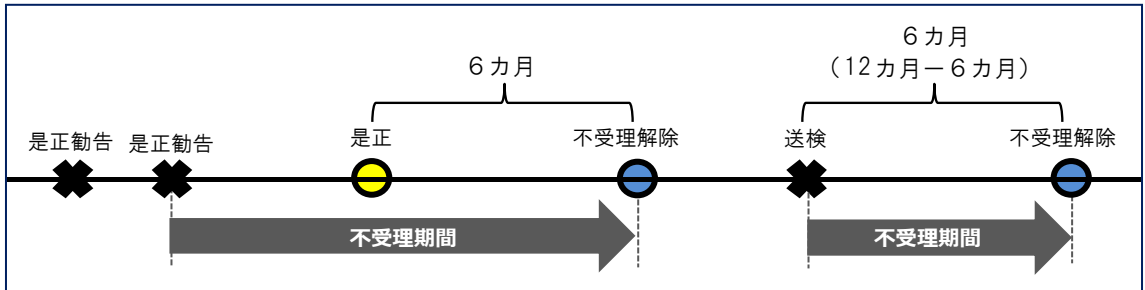 ６カ月
６カ月
（12カ月－６カ月）
是正勧告
是正勧告
是正
不受理解除
送検
不受理解除
不受理期間
不受理期間